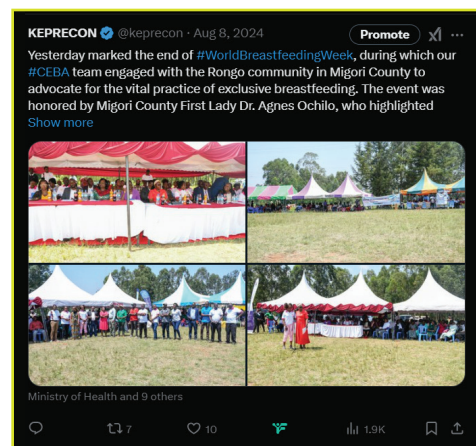 KEPRECON @keprecon · Aug 8, 2024 Promote ...
Yesterday marked the end of #WorldBreastfeedingWeek, during which our
#CEBA team engaged with the Rongo community in Migori County to
advocate for the vital practice of exclusive breastfeeding. The event was
honored by Migori County First Lady Dr. Agnes Ochilo, who highlighted
Show more
Ministry of Health and 9 others
7 10 1.9K